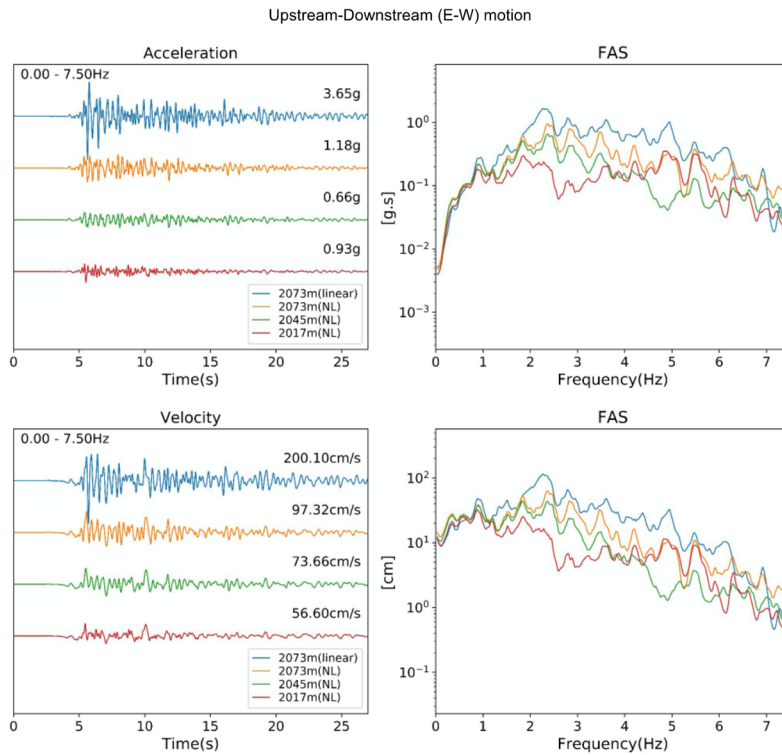 Upstream-Downstream (E-W) motion
Acceleration
0.00 - 7.50Hz
3.65g
1.18g
0.66g
0.93g
2073m(linear)
2073m(NL)
2045m(NL)
2017m(NL)
0 5 10 15 20 25
Time(s)
FAS
[g.s]
10⁰
10⁻¹
10⁻²
10⁻³
0 1 2 3 4 5 6 7
Frequency(Hz)
Velocity
0.00 - 7.50Hz
200.10cm/s
97.32cm/s
73.66cm/s
56.60cm/s
2073m(linear)
2073m(NL)
2045m(NL)
2017m(NL)
0 5 10 15 20 25
Time(s)
FAS
[cm]
10²
10¹
10⁰
10⁻¹
0 1 2 3 4 5 6 7
Frequency(Hz)